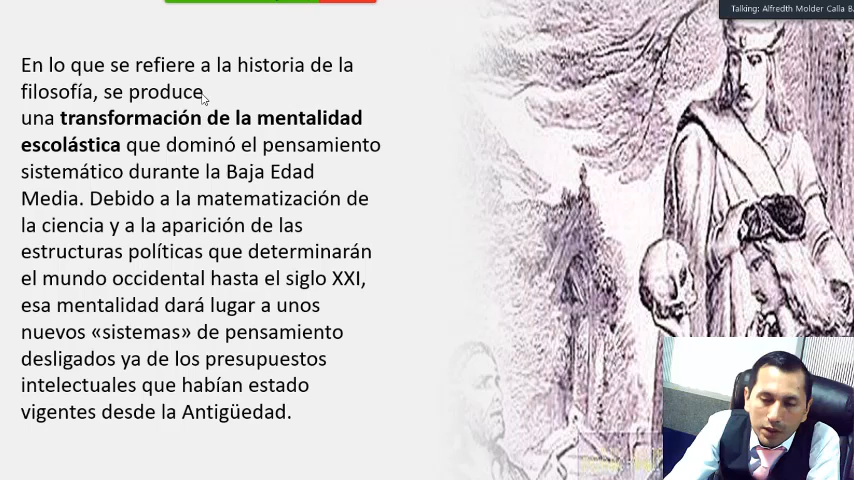 Talking: Alfredth Molder Calla B.
En lo que se refiere a la historia de la
filosofía, se produce
una transformación de la mentalidad
escolástica que dominó el pensamiento
sistemático durante la Baja Edad
Media. Debido a la matematización de
la ciencia y a la aparición de las
estructuras políticas que determinarán
el mundo occidental hasta el siglo XXI,
esa mentalidad dará lugar a unos
nuevos «sistemas» de pensamiento
desligados ya de los presupuestos
intelectuales que habían estado
vigentes desde la Antigüedad.